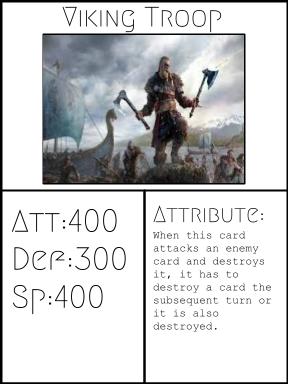 Viking Troop
Att:400
Def:300
Sp:400
Attribute:
When this card
attacks an enemy
card and destroys
it, it has to
destroy a card the
subsequent turn or
it is also
destroyed.